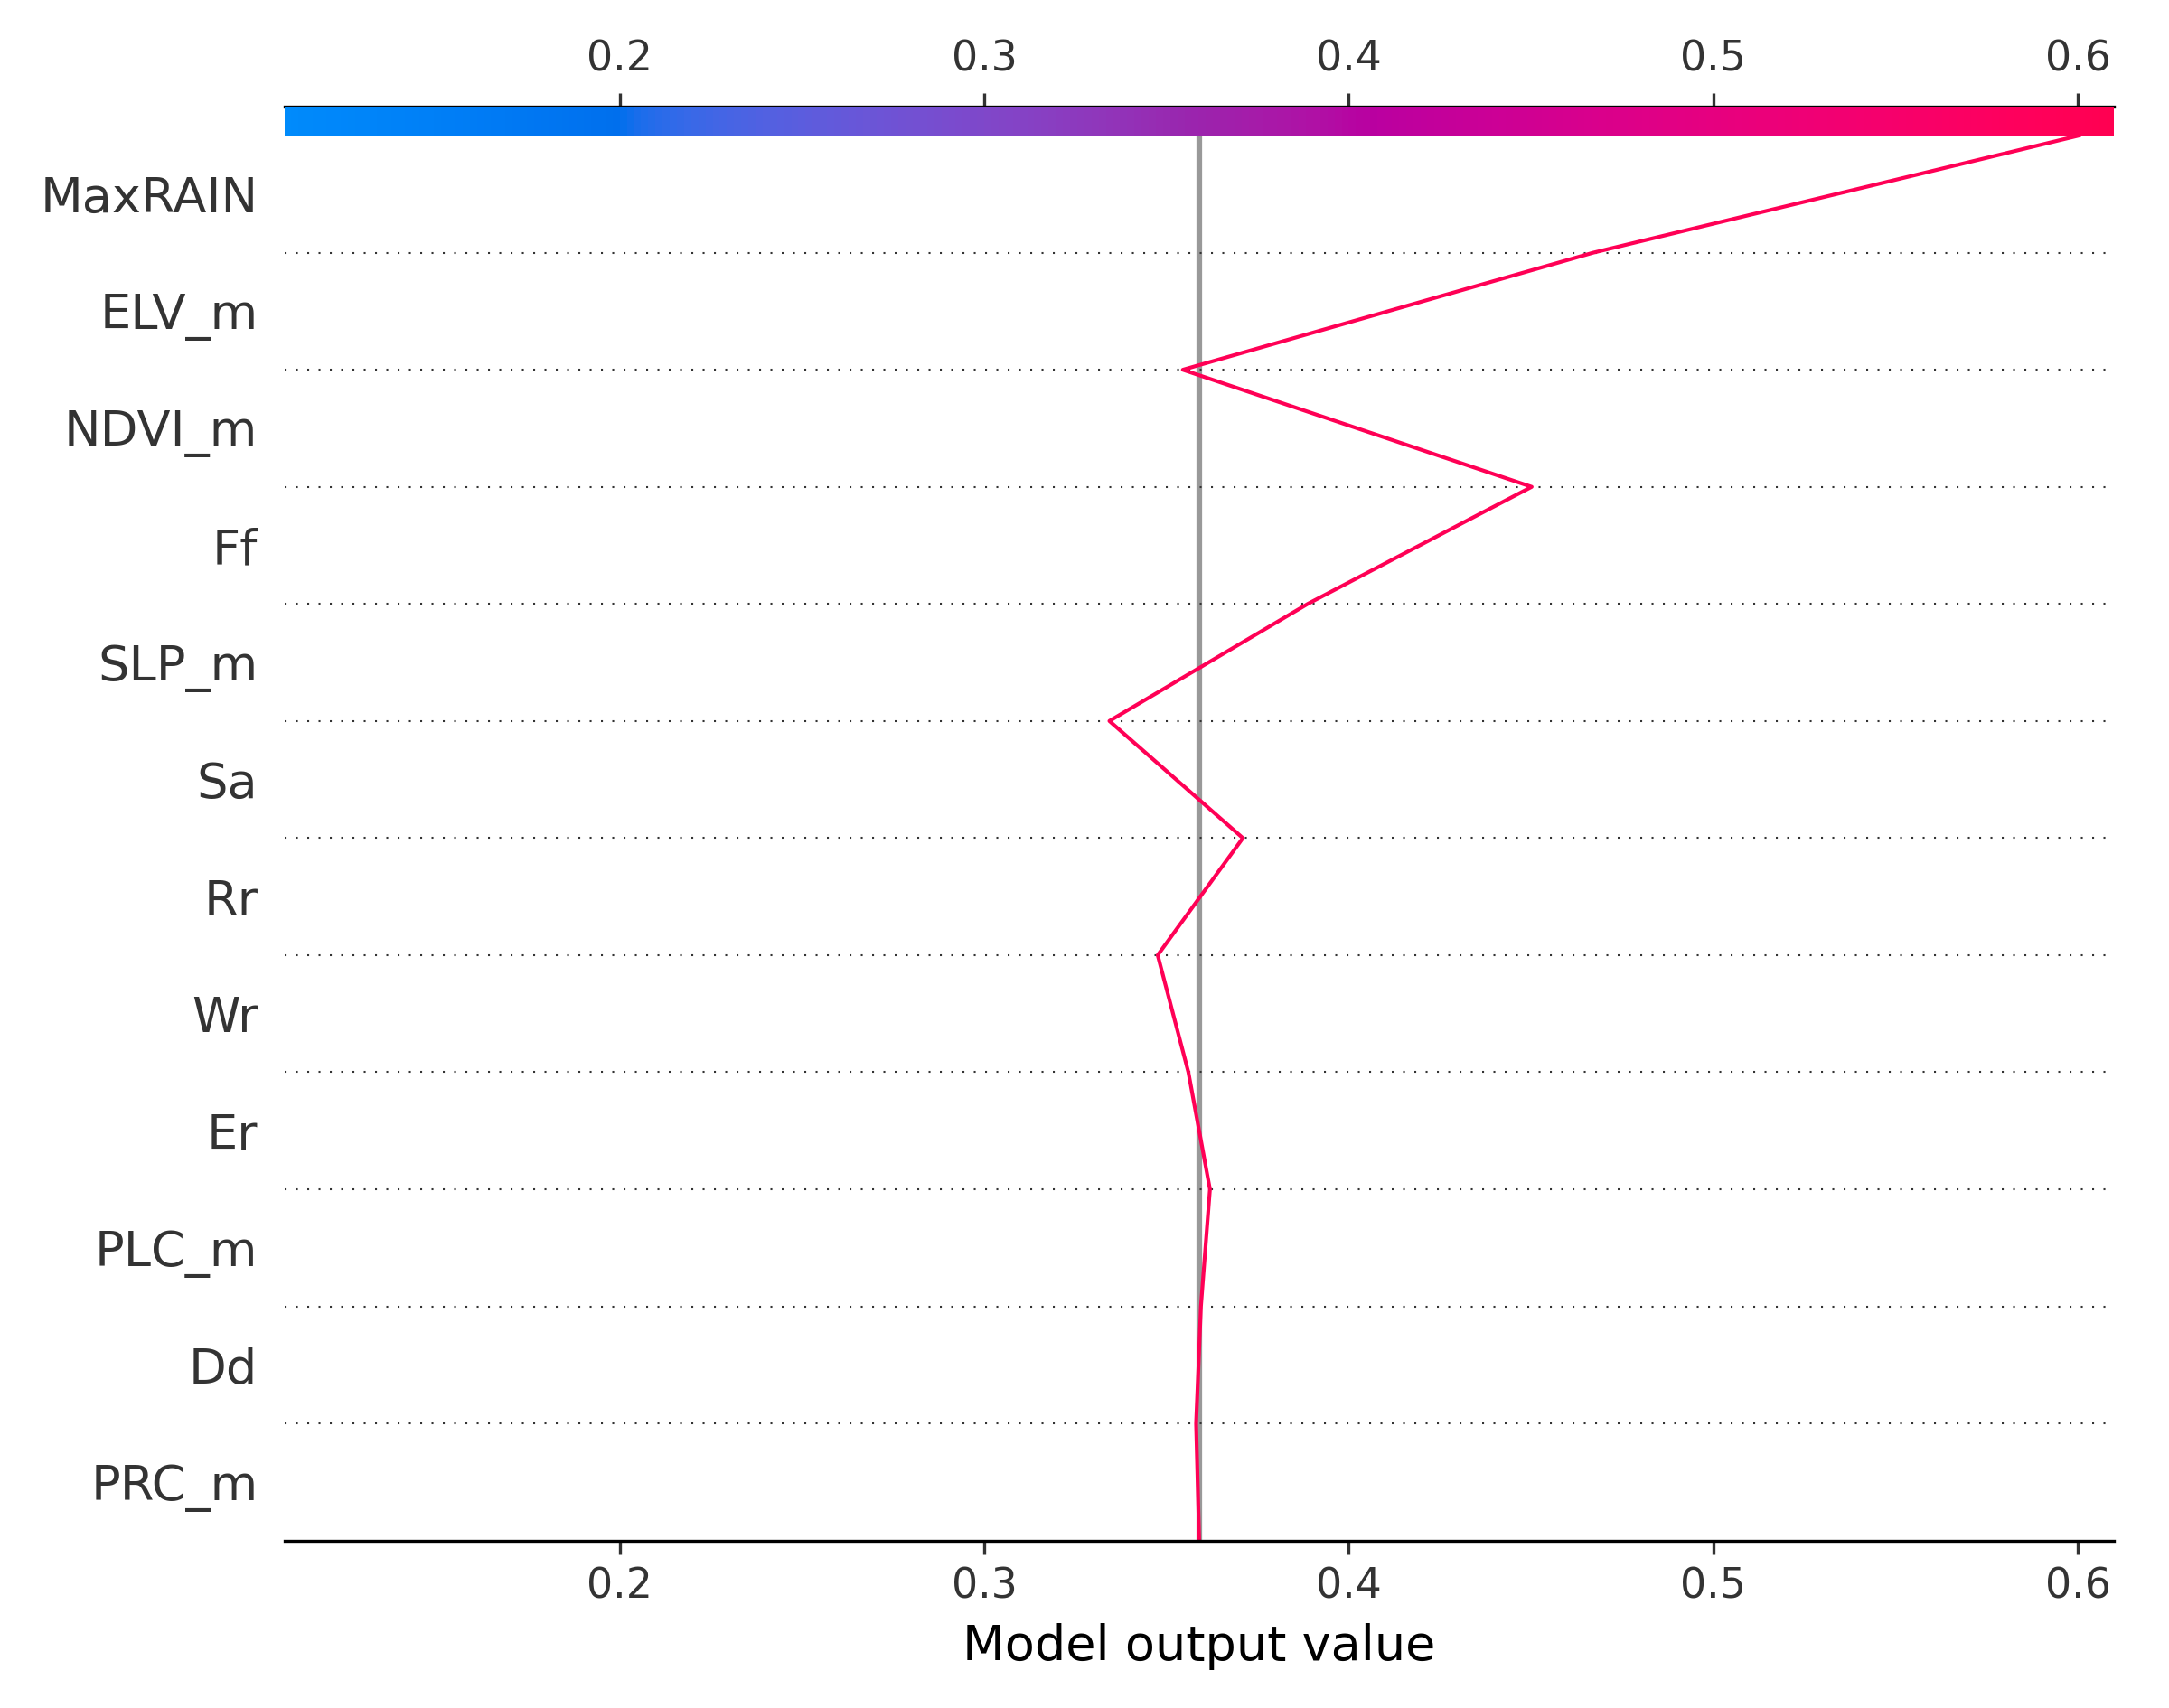 0.2 0.3 0.4 0.5 0.6
MaxRAIN
ELV_m
NDVI_m
Ff
SLP_m
Sa
Rr
Wr
Er
PLC_m
Dd
PRC_m
0.2 0.3 0.4 0.5 0.6
Model output value